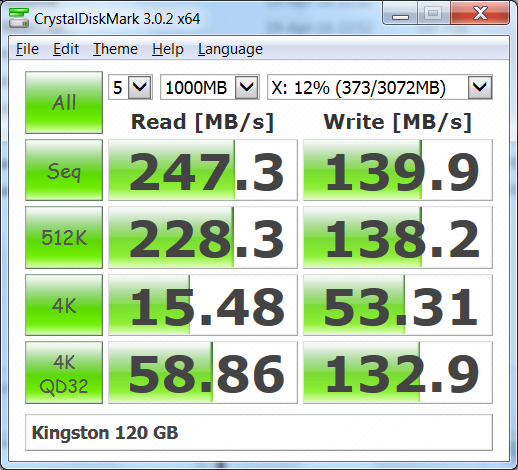 CrystalDiskMark 3.0.2 x64
File Edit Theme Help Language
All 5 1000MB X: 12% (373/3072MB)
Read [MB/s] Write [MB/s]
Seq 247.3 139.9
512K 228.3 138.2
4K 15.48 53.31
4K QD32 58.86 132.9
Kingston 120 GB